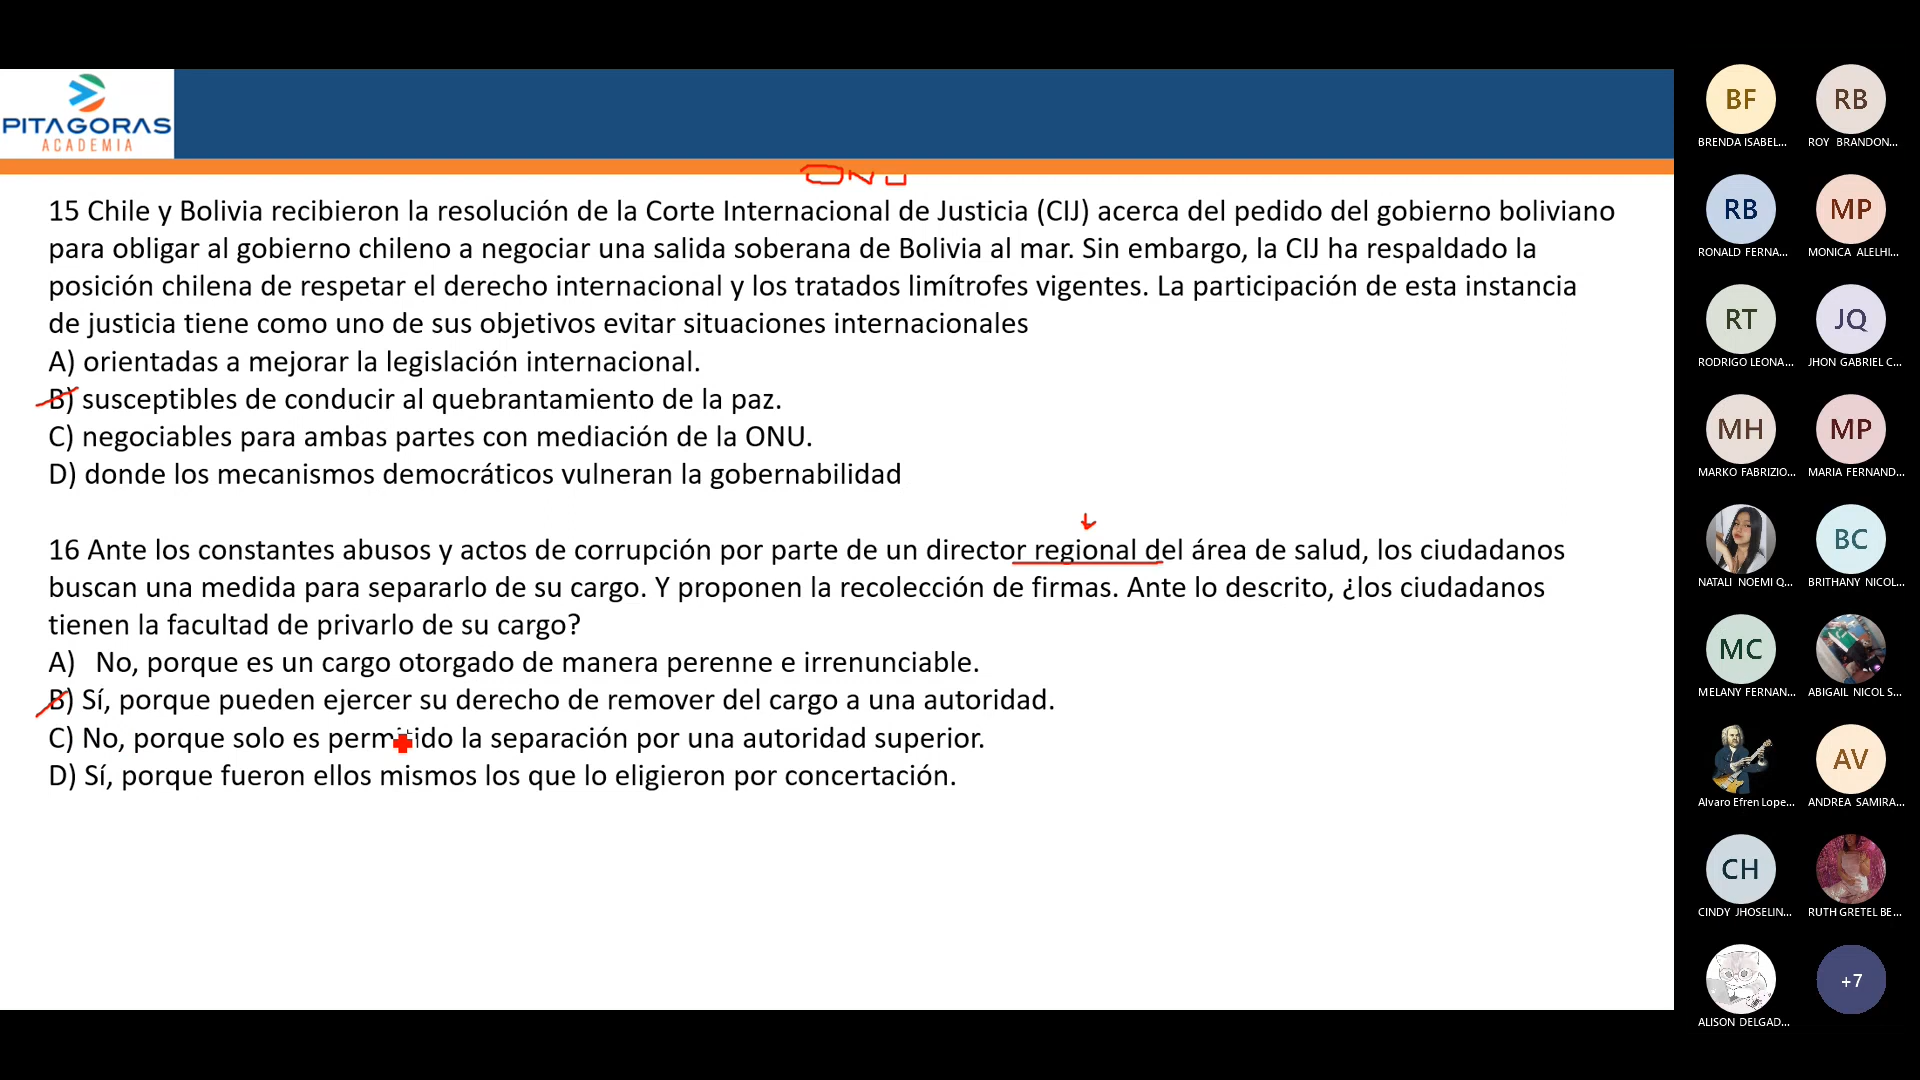 PITAGORAS
ACADEMIA
ONU
15 Chile y Bolivia recibieron la resolución de la Corte Internacional de Justicia (CIJ) acerca del pedido del gobierno boliviano
para obligar al gobierno chileno a negociar una salida soberana de Bolivia al mar. Sin embargo, la CIJ ha respaldado la
posición chilena de respetar el derecho internacional y los tratados limítrofes vigentes. La participación de esta instancia
de justicia tiene como uno de sus objetivos evitar situaciones internacionales
A) orientadas a mejorar la legislación internacional.
B) susceptibles de conducir al quebrantamiento de la paz.
C) negociables para ambas partes con mediación de la ONU.
D) donde los mecanismos democráticos vulneran la gobernabilidad
16 Ante los constantes abusos y actos de corrupción por parte de un director regional del área de salud, los ciudadanos
buscan una medida para separarlo de su cargo. Y proponen la recolección de firmas. Ante lo descrito, ¿los ciudadanos
tienen la facultad de privarlo de su cargo?
A) No, porque es un cargo otorgado de manera perenne e irrenunciable.
B) Sí, porque pueden ejercer su derecho de remover del cargo a una autoridad.
C) No, porque solo es permitido la separación por una autoridad superior.
D) Sí, porque fueron ellos mismos los que lo eligieron por concertación.
BF RB
BRENDA ISABEL... ROY BRANDON...
RB MP
RONALD FERNA... MONICA ALELHI...
RT JQ
RODRIGO LEONA... JHON GABRIEL C...
MH MP
MARKO FABRIZIO... MARIA FERNAND...
BC
NATALI NOEMI Q... BRITHANY NICOL...
MC
MELANY FERNAN... ABIGAIL NICOL S...
AV
Alvaro Efren Lope... ANDREA SAMIRA...
CH
CINDY JHOSELIN... RUTH GRETEL BE...
+7
ALISON DELGAD...